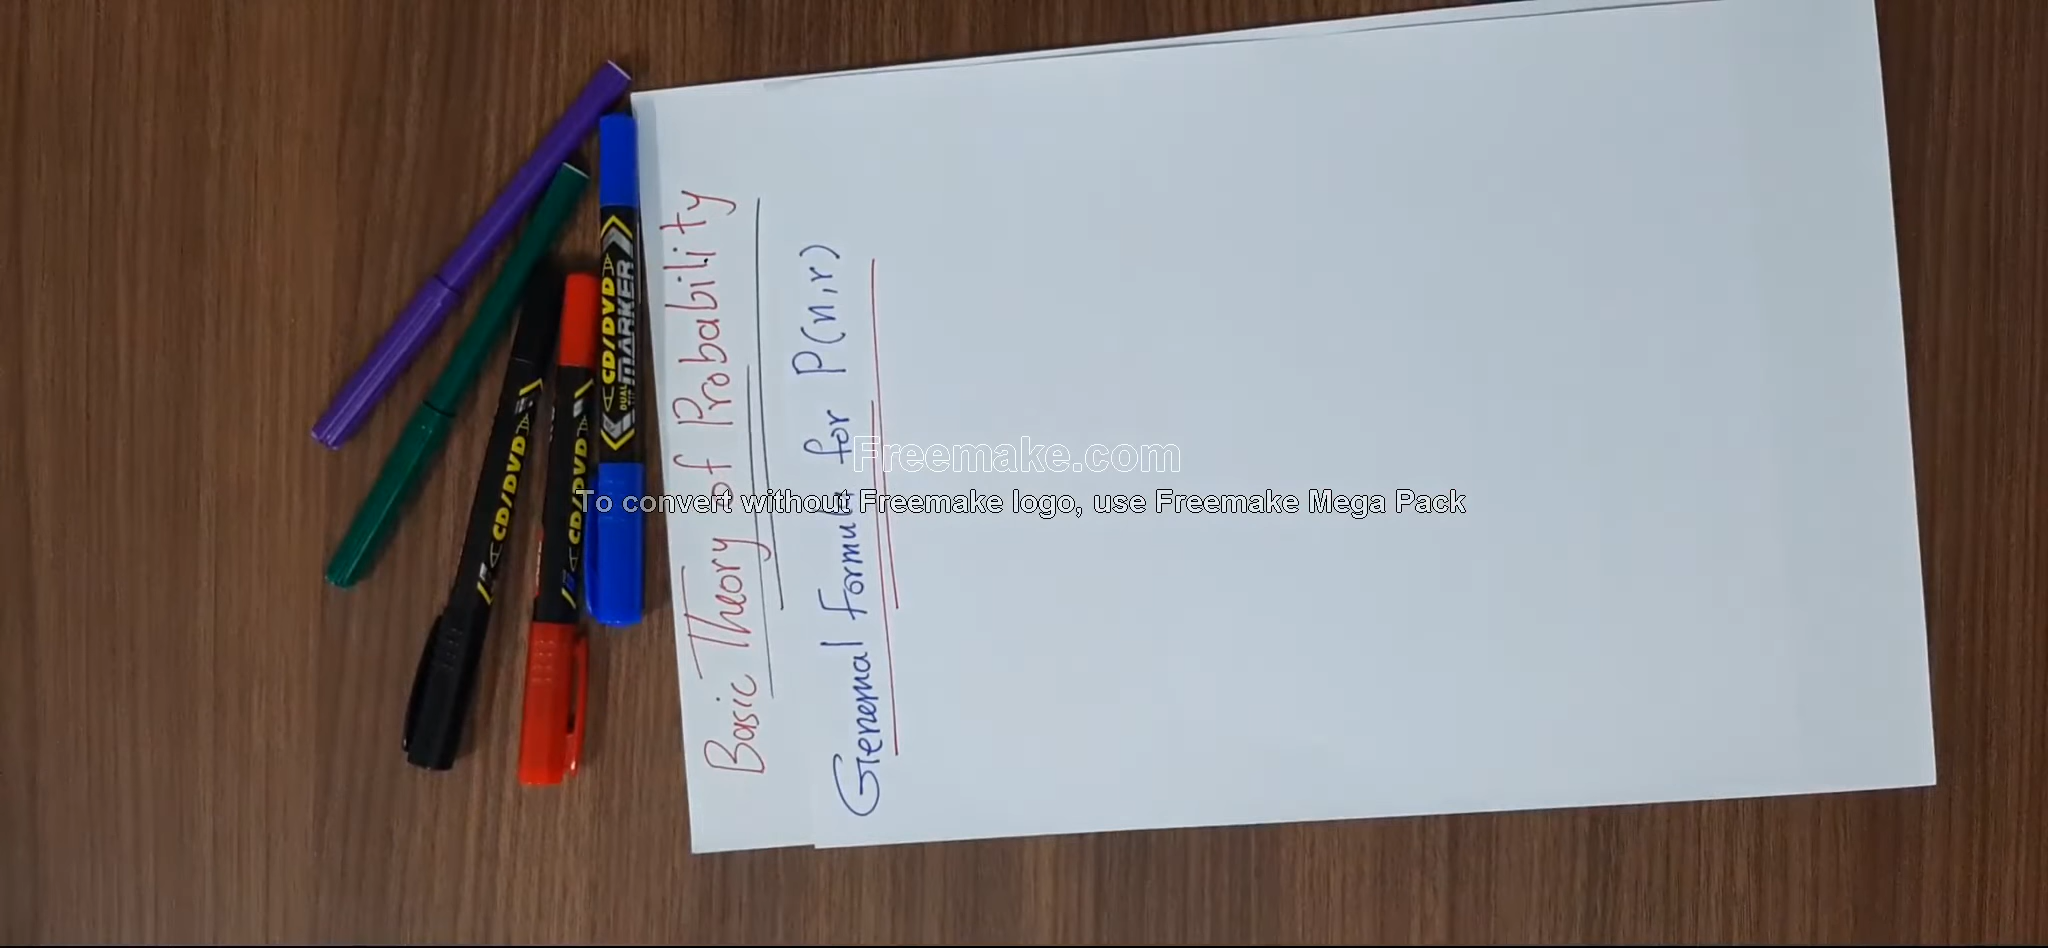 Basic Theory of Probability
General Formula for P(n,r)
CD/DVD
CD/DVD
CD/DVD
MARKER
DUAL
Freemake.com
To convert without Freemake logo, use Freemake Mega Pack